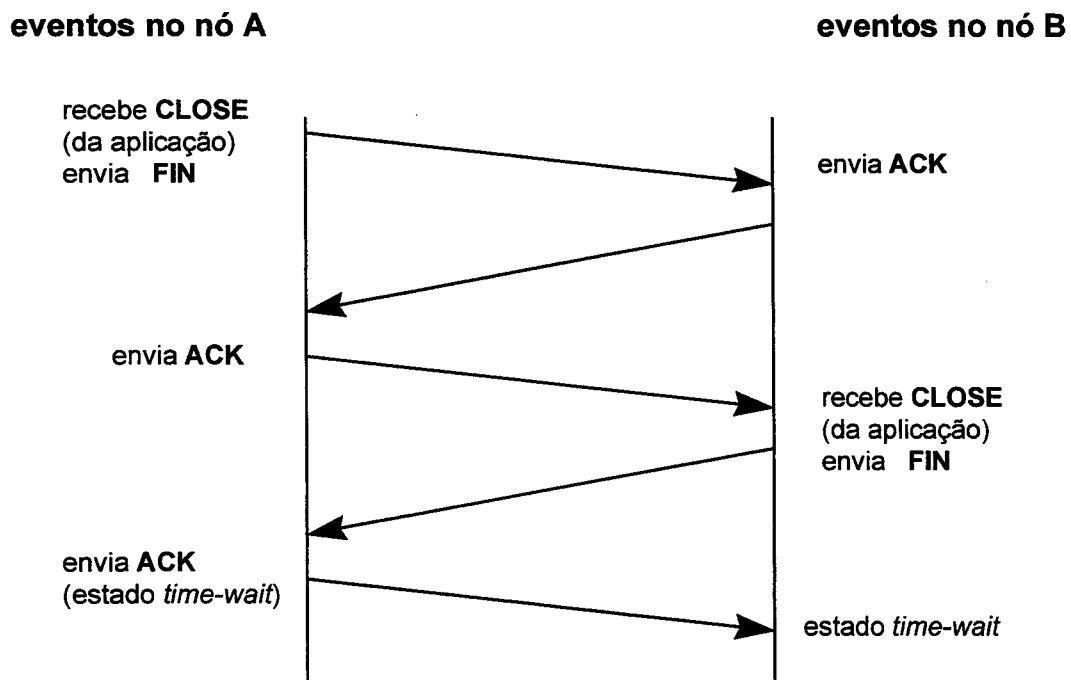 eventos no nó A
eventos no nó B
recebe CLOSE
(da aplicação)
envia FIN
envia ACK
envia ACK
recebe CLOSE
(da aplicação)
envia FIN
envia ACK
(estado time-wait)
estado time-wait